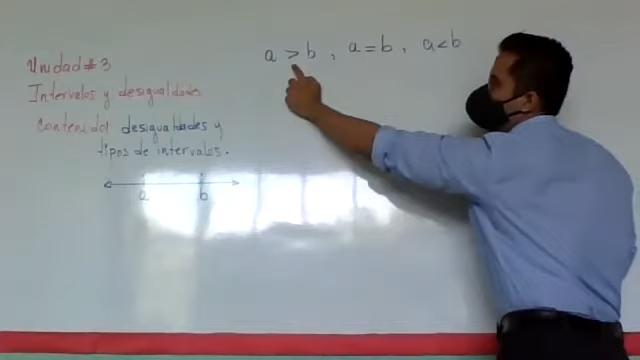 Unidad #3
Intervalos y desigualdades
Contenido: desigualdades y
tipos de intervalos.
a > b , a = b , a < b
a b